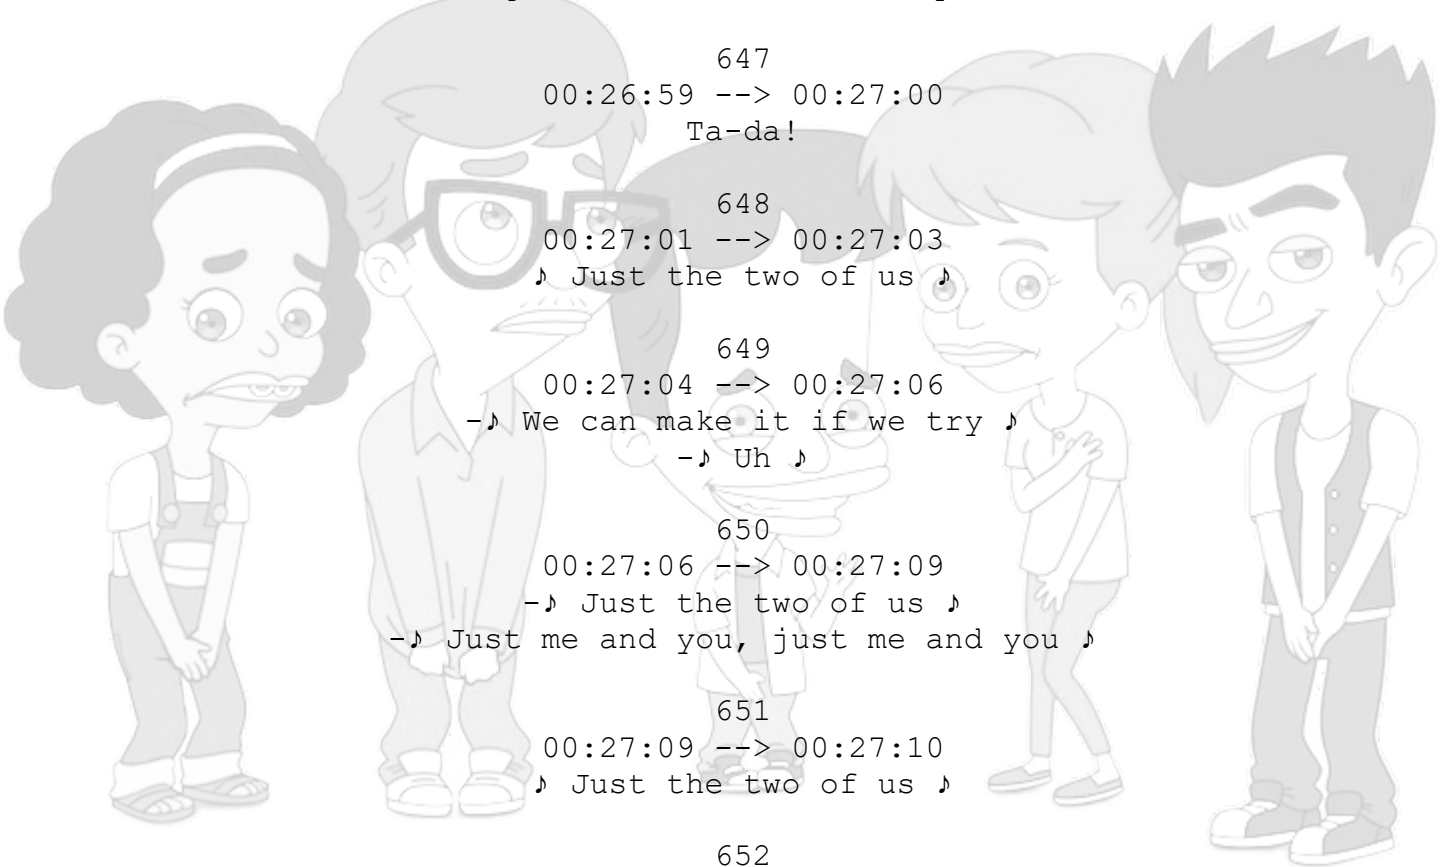 647
00:26:59 --> 00:27:00
Ta-da!
648
00:27:01 --> 00:27:03
♪ Just the two of us ♪
649
00:27:04 --> 00:27:06
-♪ We can make it if we try ♪
-♪ Uh ♪
650
00:27:06 --> 00:27:09
-♪ Just the two of us ♪
-♪ Just me and you, just me and you ♪
651
00:27:09 --> 00:27:10
♪ Just the two of us ♪
652